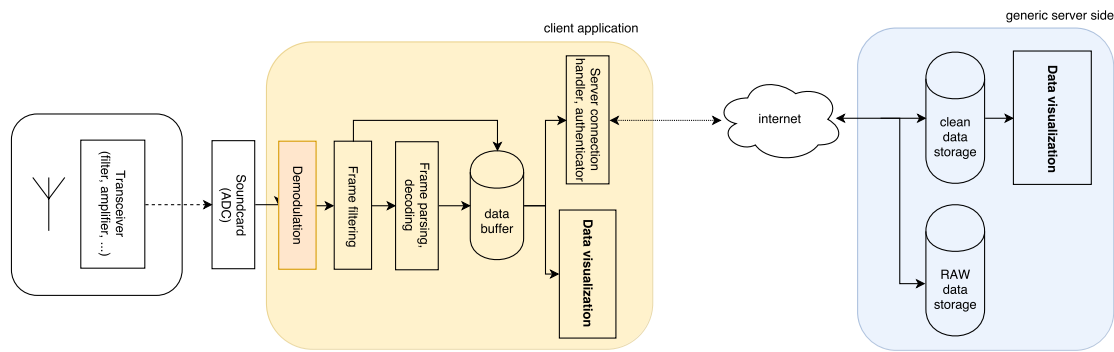 client application
generic server side
Transceiver
(filter, amplifier, ...)
Soundcard
(ADC)
Demodulation
Frame filtering
Frame parsing,
decoding
data
buffer
Server connection
handler, authenticator
Data visualization
internet
clean
data
storage
Data visualization
RAW
data
storage